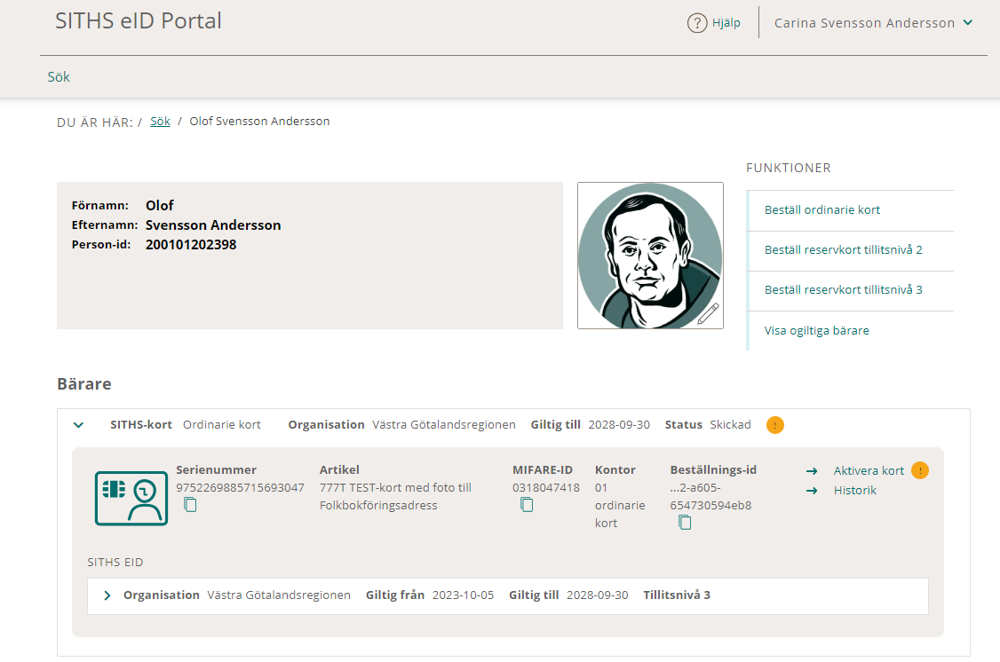 SITHS eID Portal
? Hjälp
Carina Svensson Andersson
Sök
DU ÄR HÄR: / Sök / Olof Svensson Andersson
FUNKTIONER
Beställ ordinarie kort
Beställ reservkort tillitsnivå 2
Beställ reservkort tillitsnivå 3
Visa ogiltiga bärare
Förnamn: Olof
Efternamn: Svensson Andersson
Person-id: 200101202398
Bärare
SITHS-kort Ordinarie kort Organisation Västra Götalandsregionen Giltig till 2028-09-30 Status Skickad !
Serienummer
9752269885715693047
Artikel
777T TEST-kort med foto till
Folkbokföringsadress
MIFARE-ID
0318047418
Kontor
01
ordinarie
kort
Beställnings-id
...2-a605-
654730594eb8
Aktivera kort !
Historik
SITHS EID
Organisation Västra Götalandsregionen Giltig från 2023-10-05 Giltig till 2028-09-30 Tillitsnivå 3